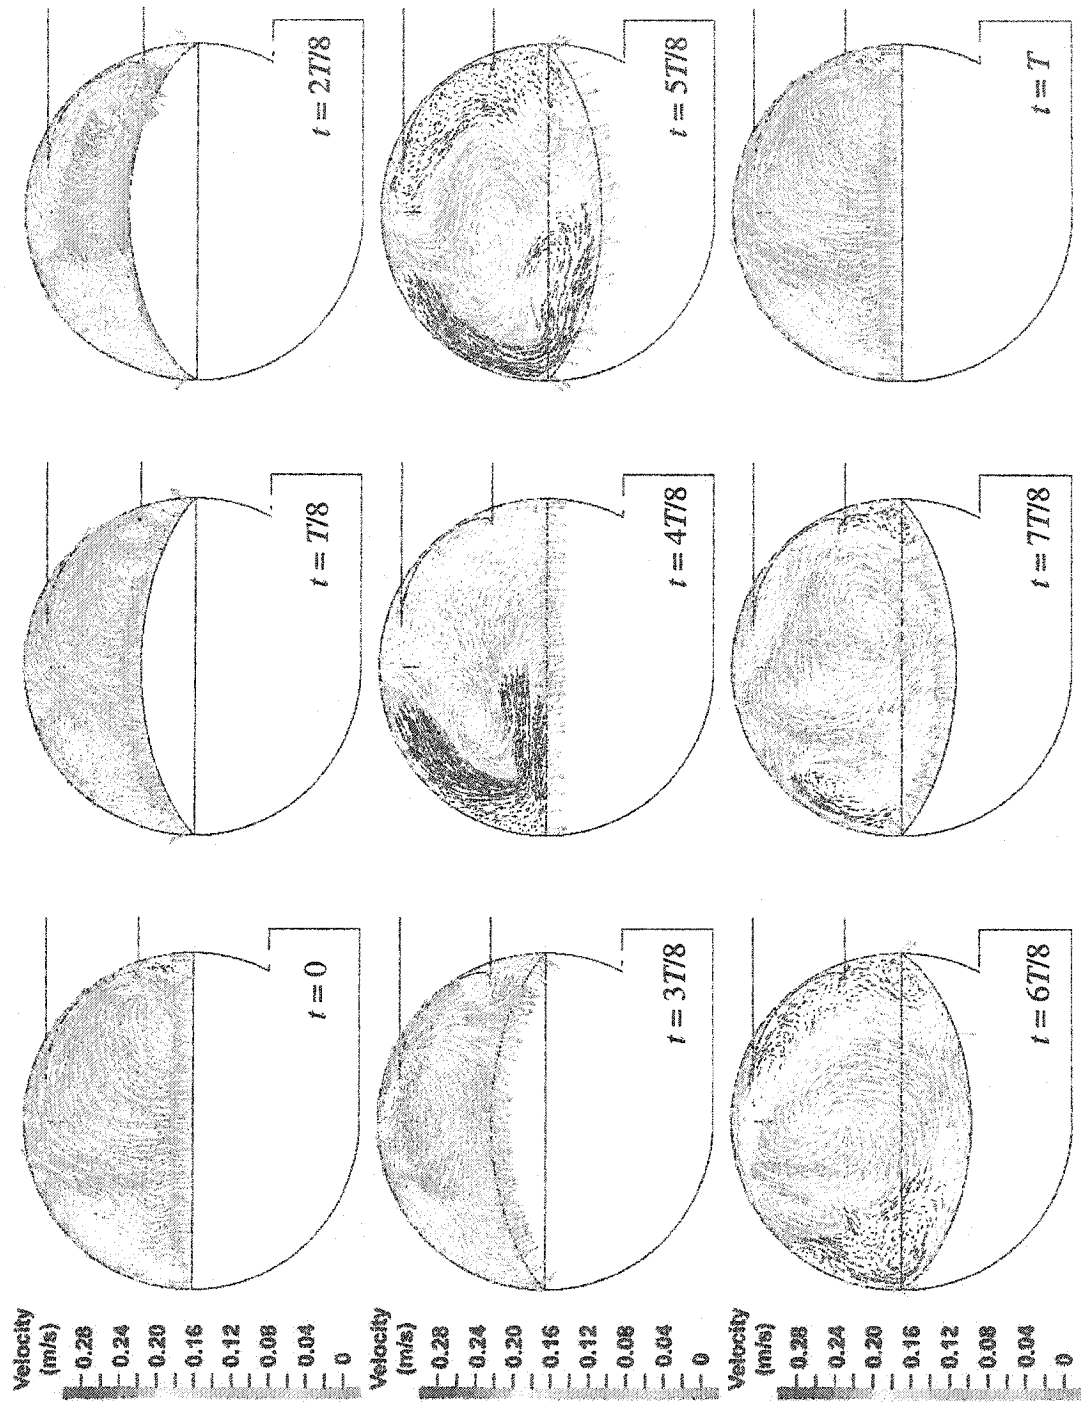 Velocity
(m/s)
0.28
0.24
0.20
0.16
0.12
0.08
0.04
0
t = 0
t = T/8
t = 2T/8
Velocity
(m/s)
0.28
0.24
0.20
0.16
0.12
0.08
0.04
0
t = 3T/8
t = 4T/8
t = 5T/8
Velocity
(m/s)
0.28
0.24
0.20
0.16
0.12
0.08
0.04
0
t = 6T/8
t = 7T/8
t = T